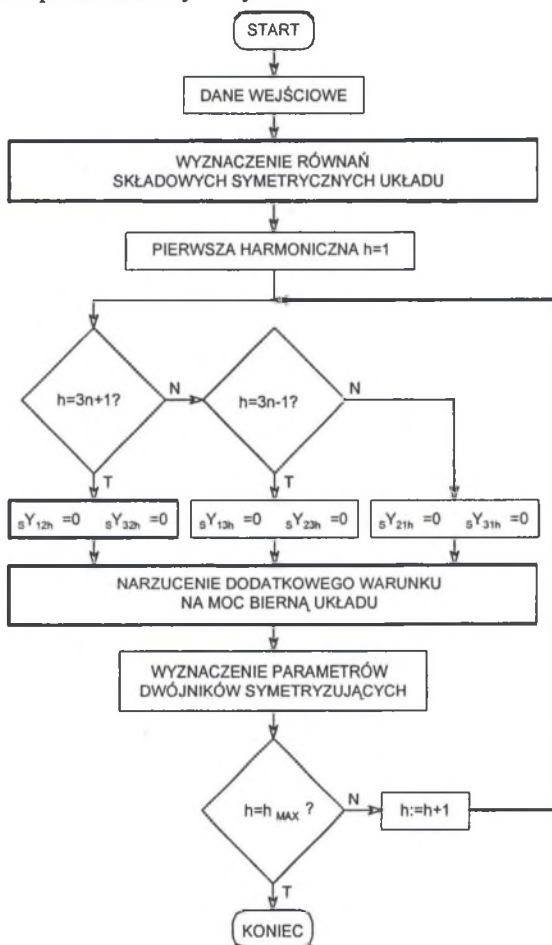 START
DANE WEJŚCIOWE
WYZNACZENIE RÓWNAŃ
SKŁADOWYCH SYMETRYCZNYCH UKŁADU
PIERWSZA HARMONICZNA h=1
h=3n+1?
N
h=3n-1?
N
T
T
sY12h =0 sY32h =0
sY13h =0 sY23h =0
sY21h =0 sY31h =0
NARZUCENIE DODATKOWEGO WARUNKU
NA MOC BIERNĄ UKŁADU
WYZNACZENIE PARAMETRÓW
DWÓJNIKÓW SYMETRYZUJĄCYCH
h=h MAX ?
N
h:=h+1
T
KONIEC